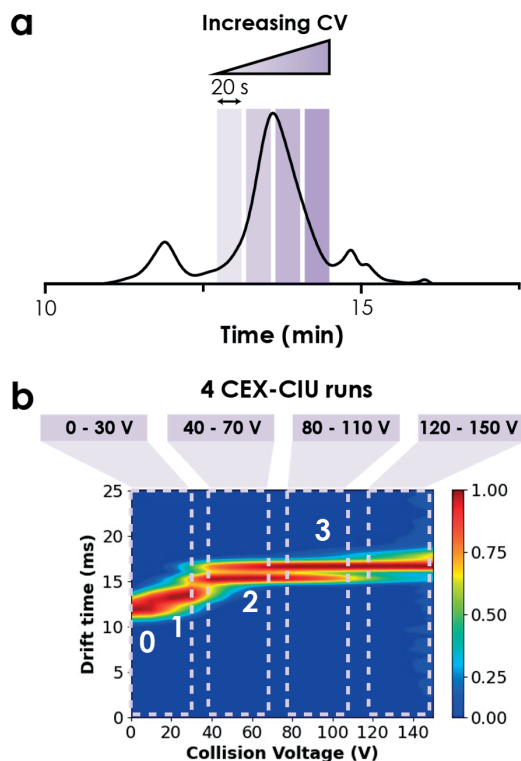 a
Increasing CV
20 s
10
15
Time (min)
b
4 CEX-CIU runs
0 - 30 V
40 - 70 V
80 - 110 V
120 - 150 V
25
20
15
10
5
0
Drift time (ms)
0
1
2
3
0 20 40 60 80 100 120 140
Collision Voltage (V)
1.00
0.75
0.50
0.25
0.00